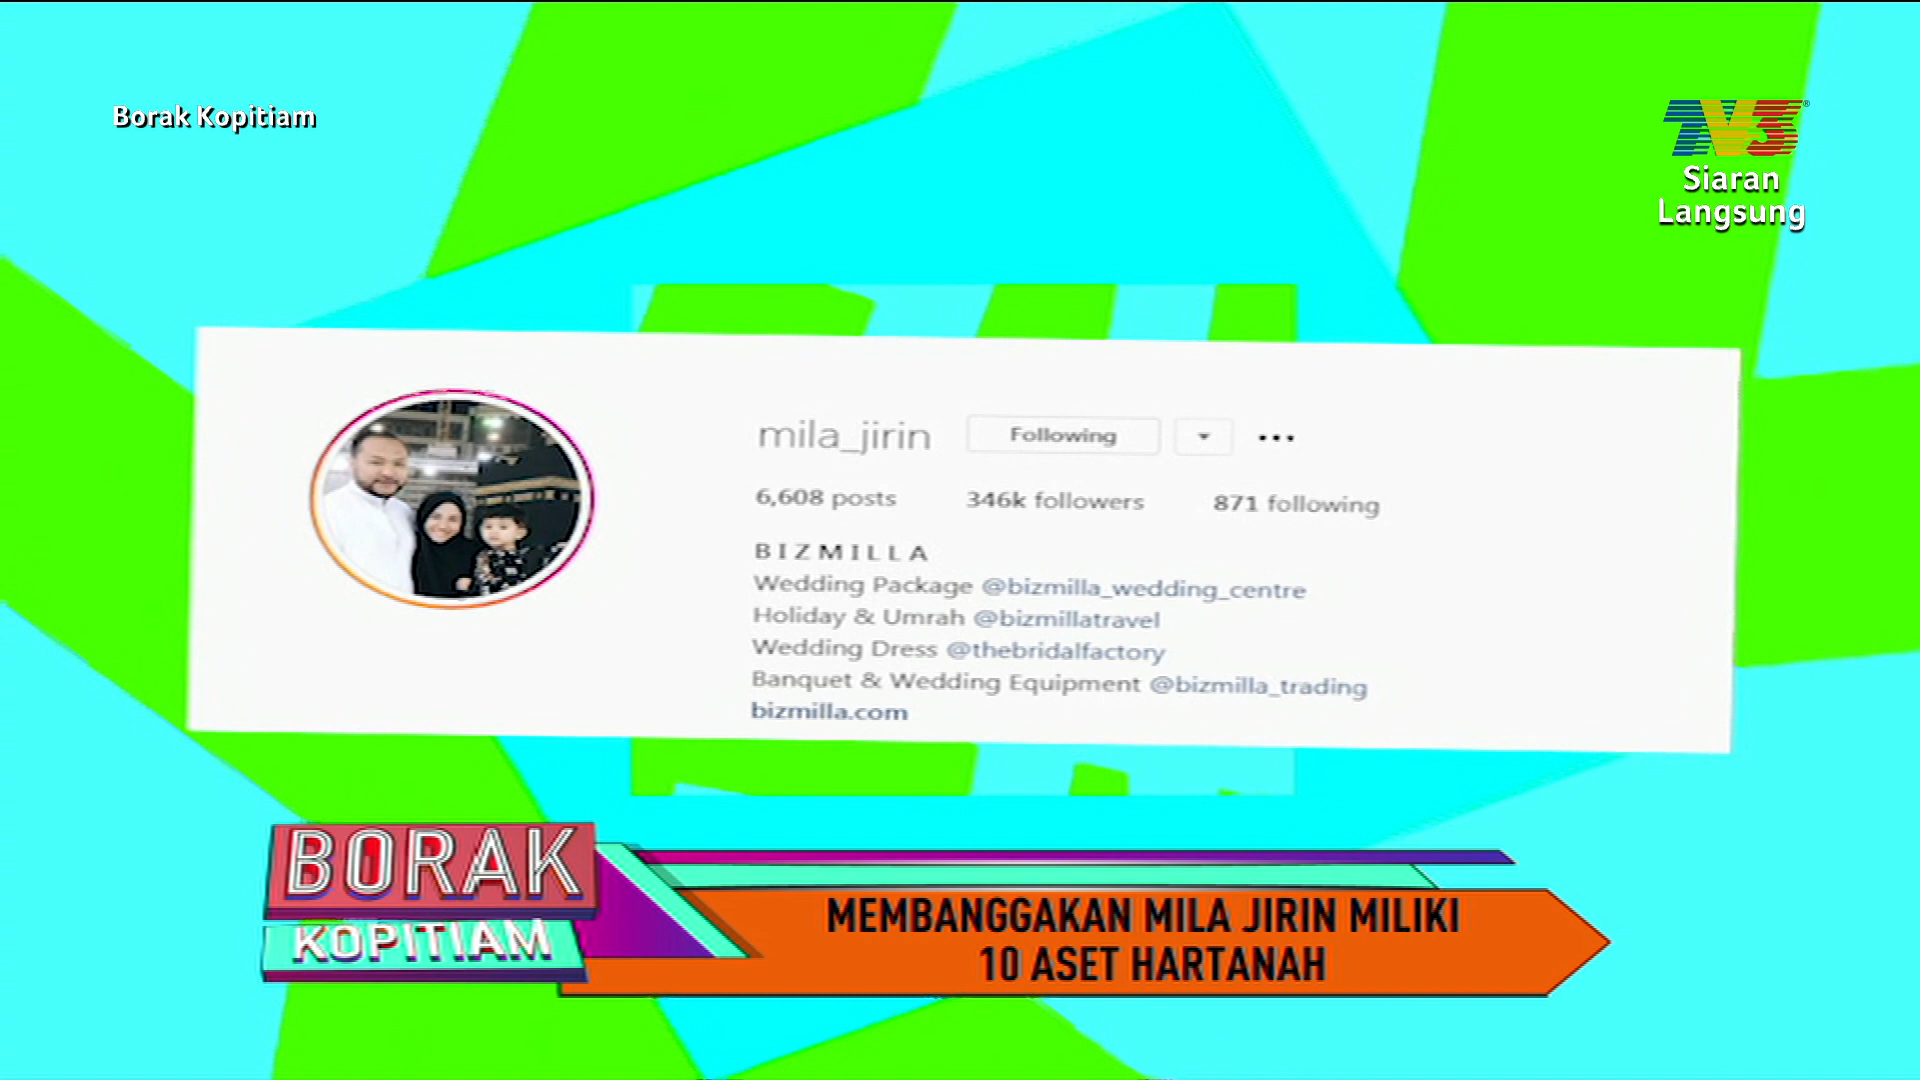 Borak Kopitiam
TV3
Siaran
Langsung
mila_jirin
Following
6,608 posts
346k followers
871 following
BIZMILLA
Wedding Package @bizmilla_wedding_centre
Holiday & Umrah @bizmillatravel
Wedding Dress @thebridalfactory
Banquet & Wedding Equipment @bizmilla_trading
bizmilla.com
BORAK
KOPITIAM
MEMBANGGAKAN MILA JIRIN MILIKI
10 ASET HARTANAH